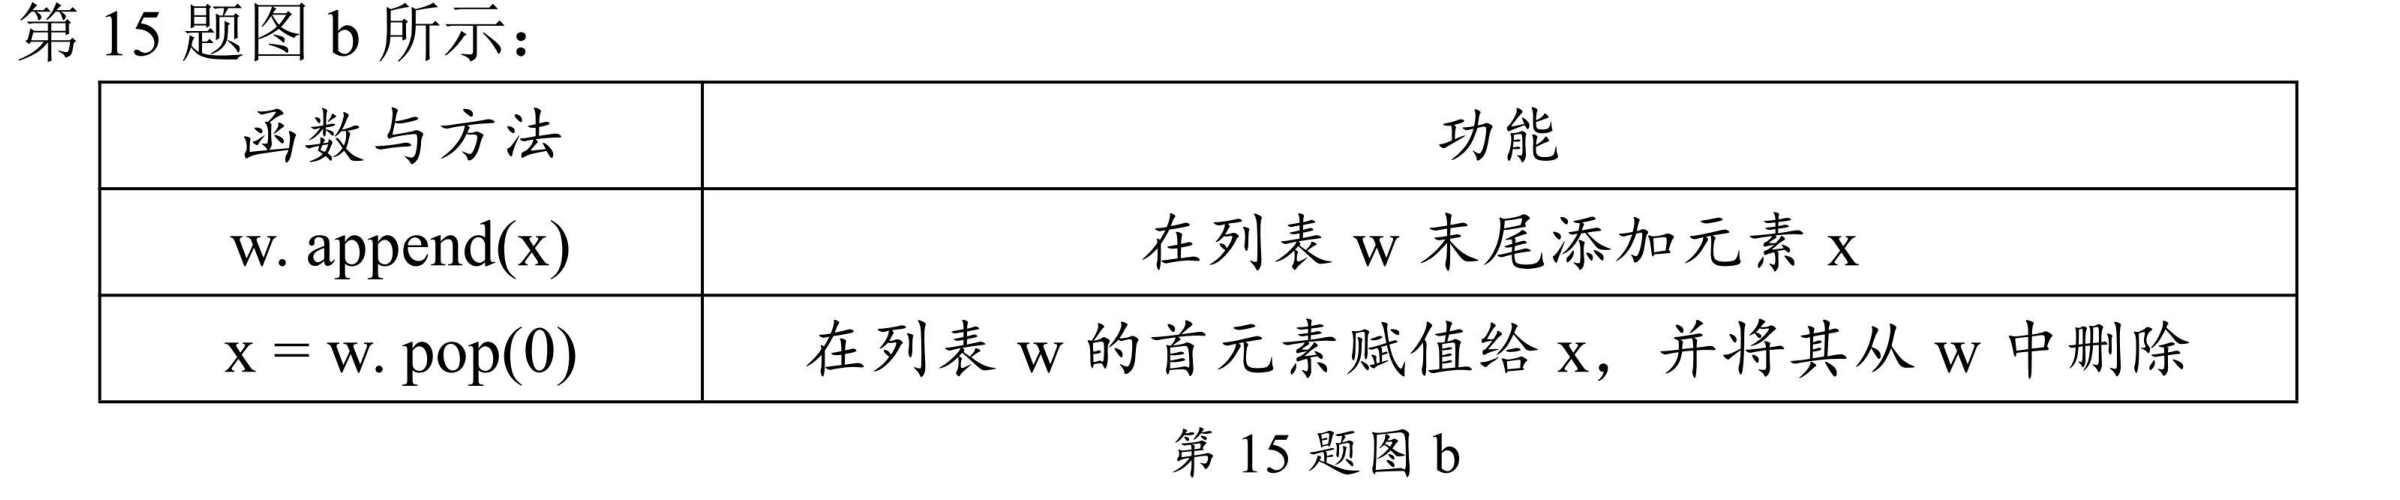 第 15 题图 b 所示：
函数与方法 功能
w. append(x) 在列表 w 末尾添加元素 x
x = w. pop(0) 在列表 w 的首元素赋值给 x，并将其从 w 中删除
第 15 题图 b